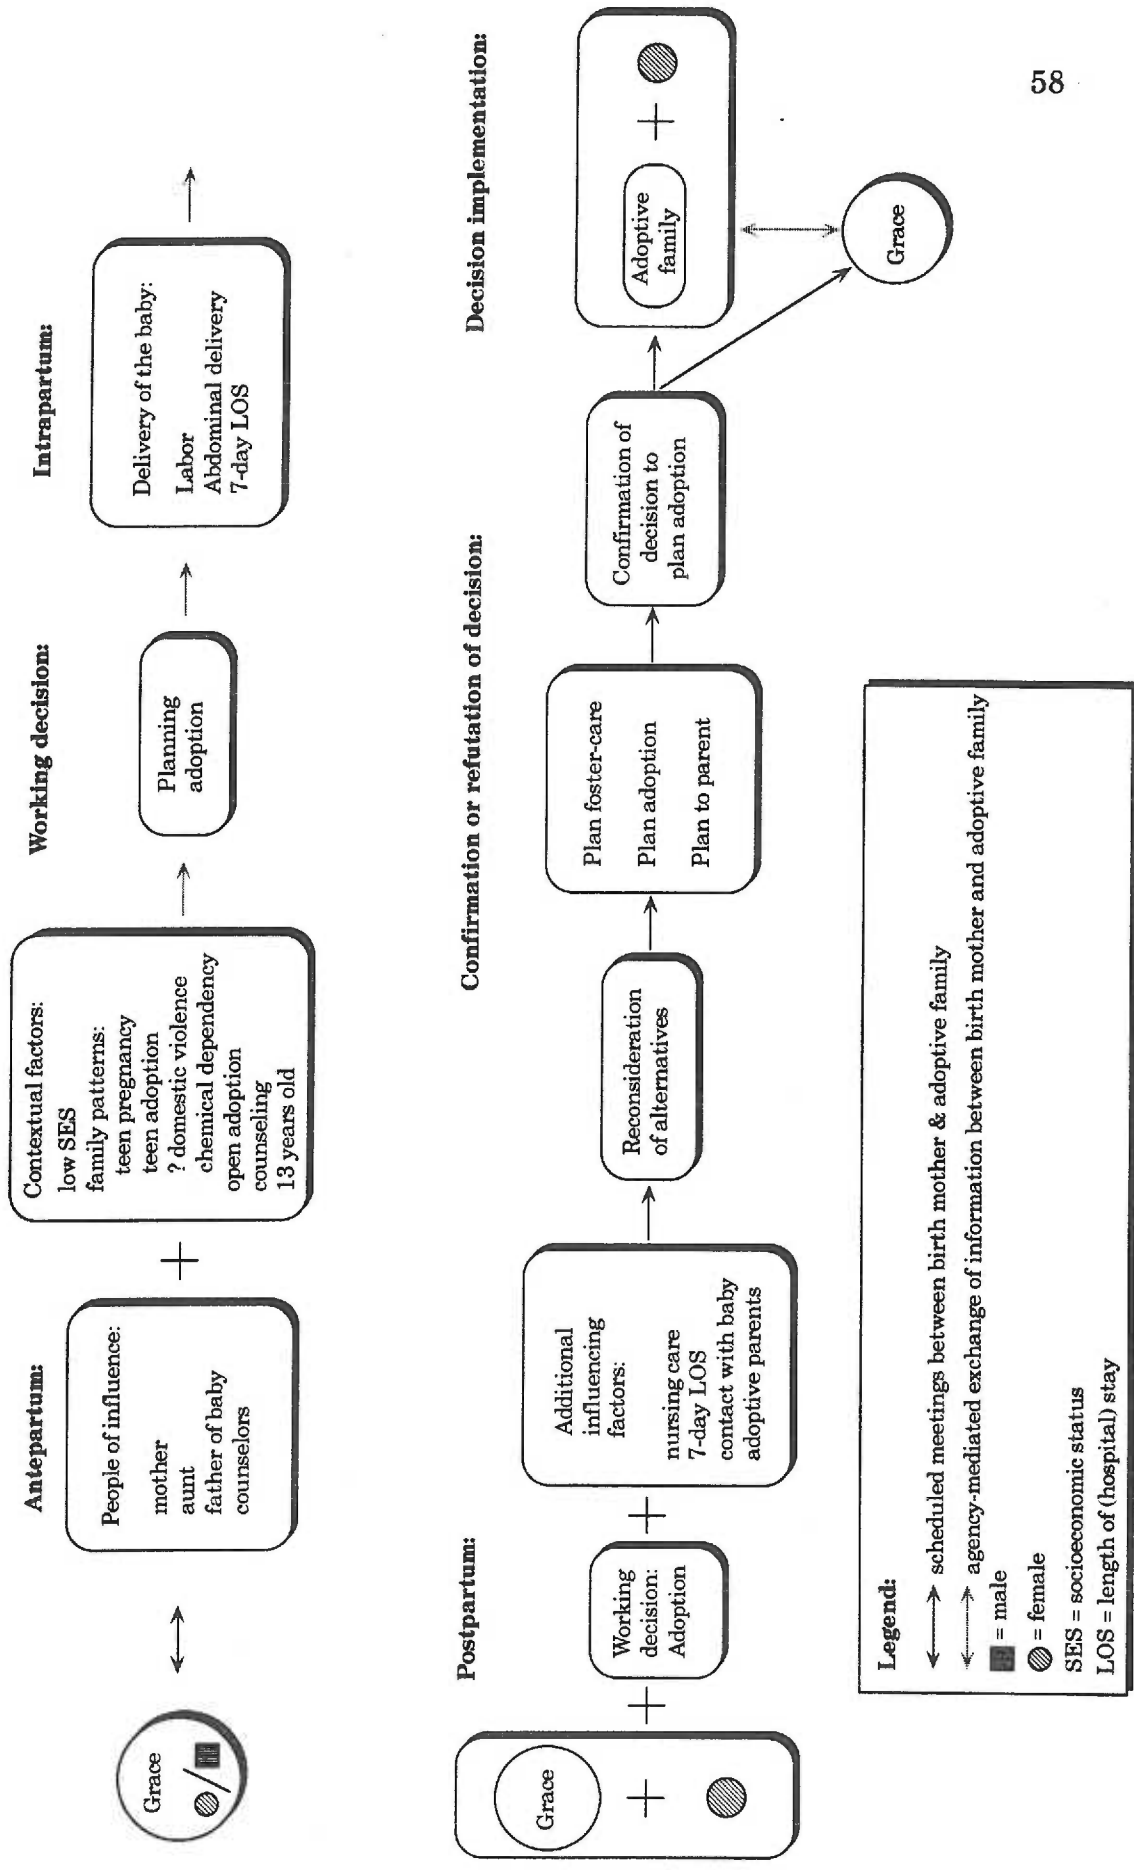 Antepartum:
Working decision:
Intrapartum:
Grace
/
People of influence:
mother
aunt
father of baby
counselors
+
Contextual factors:
low SES
family patterns:
teen pregnancy
teen adoption
? domestic violence
chemical dependency
open adoption
counseling
13 years old
Planning
adoption
Delivery of the baby:
Labor
Abdominal delivery
7-day LOS
Postpartum:
Confirmation or refutation of decision:
Decision implementation:
Grace
+
+
Working
decision:
Adoption
+
Additional
influencing
factors:
nursing care
7-day LOS
contact with baby
adoptive parents
Reconsideration
of alternatives
Plan foster-care
Plan adoption
Plan to parent
Confirmation of
decision to
plan adoption
Adoptive
family
+
Grace
Legend:
scheduled meetings between birth mother & adoptive family
agency-mediated exchange of information between birth mother and adoptive family
= male
= female
SES = socioeconomic status
LOS = length of (hospital) stay
58